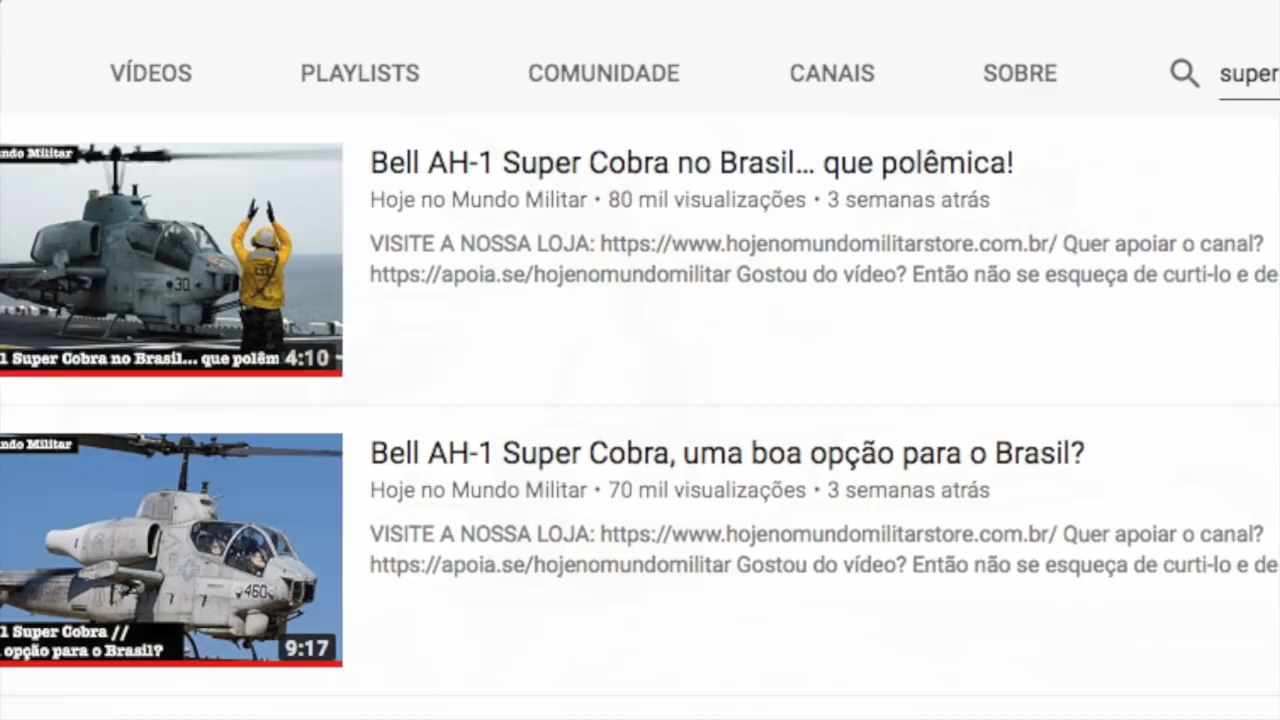 VÍDEOS PLAYLISTS COMUNIDADE CANAIS SOBRE super
ndo Militar
30
1 Super Cobra no Brasil... que polêm
4:10
Bell AH-1 Super Cobra no Brasil... que polêmica!
Hoje no Mundo Militar • 80 mil visualizações • 3 semanas atrás
VISITE A NOSSA LOJA: https://www.hojenomundomilitarstore.com.br/ Quer apoiar o canal?
https://apoia.se/hojenomundomilitar Gostou do vídeo? Então não se esqueça de curti-lo e de
ndo Militar
460
1 Super Cobra //
opção para o Brasil?
9:17
Bell AH-1 Super Cobra, uma boa opção para o Brasil?
Hoje no Mundo Militar • 70 mil visualizações • 3 semanas atrás
VISITE A NOSSA LOJA: https://www.hojenomundomilitarstore.com.br/ Quer apoiar o canal?
https://apoia.se/hojenomundomilitar Gostou do vídeo? Então não se esqueça de curti-lo e de